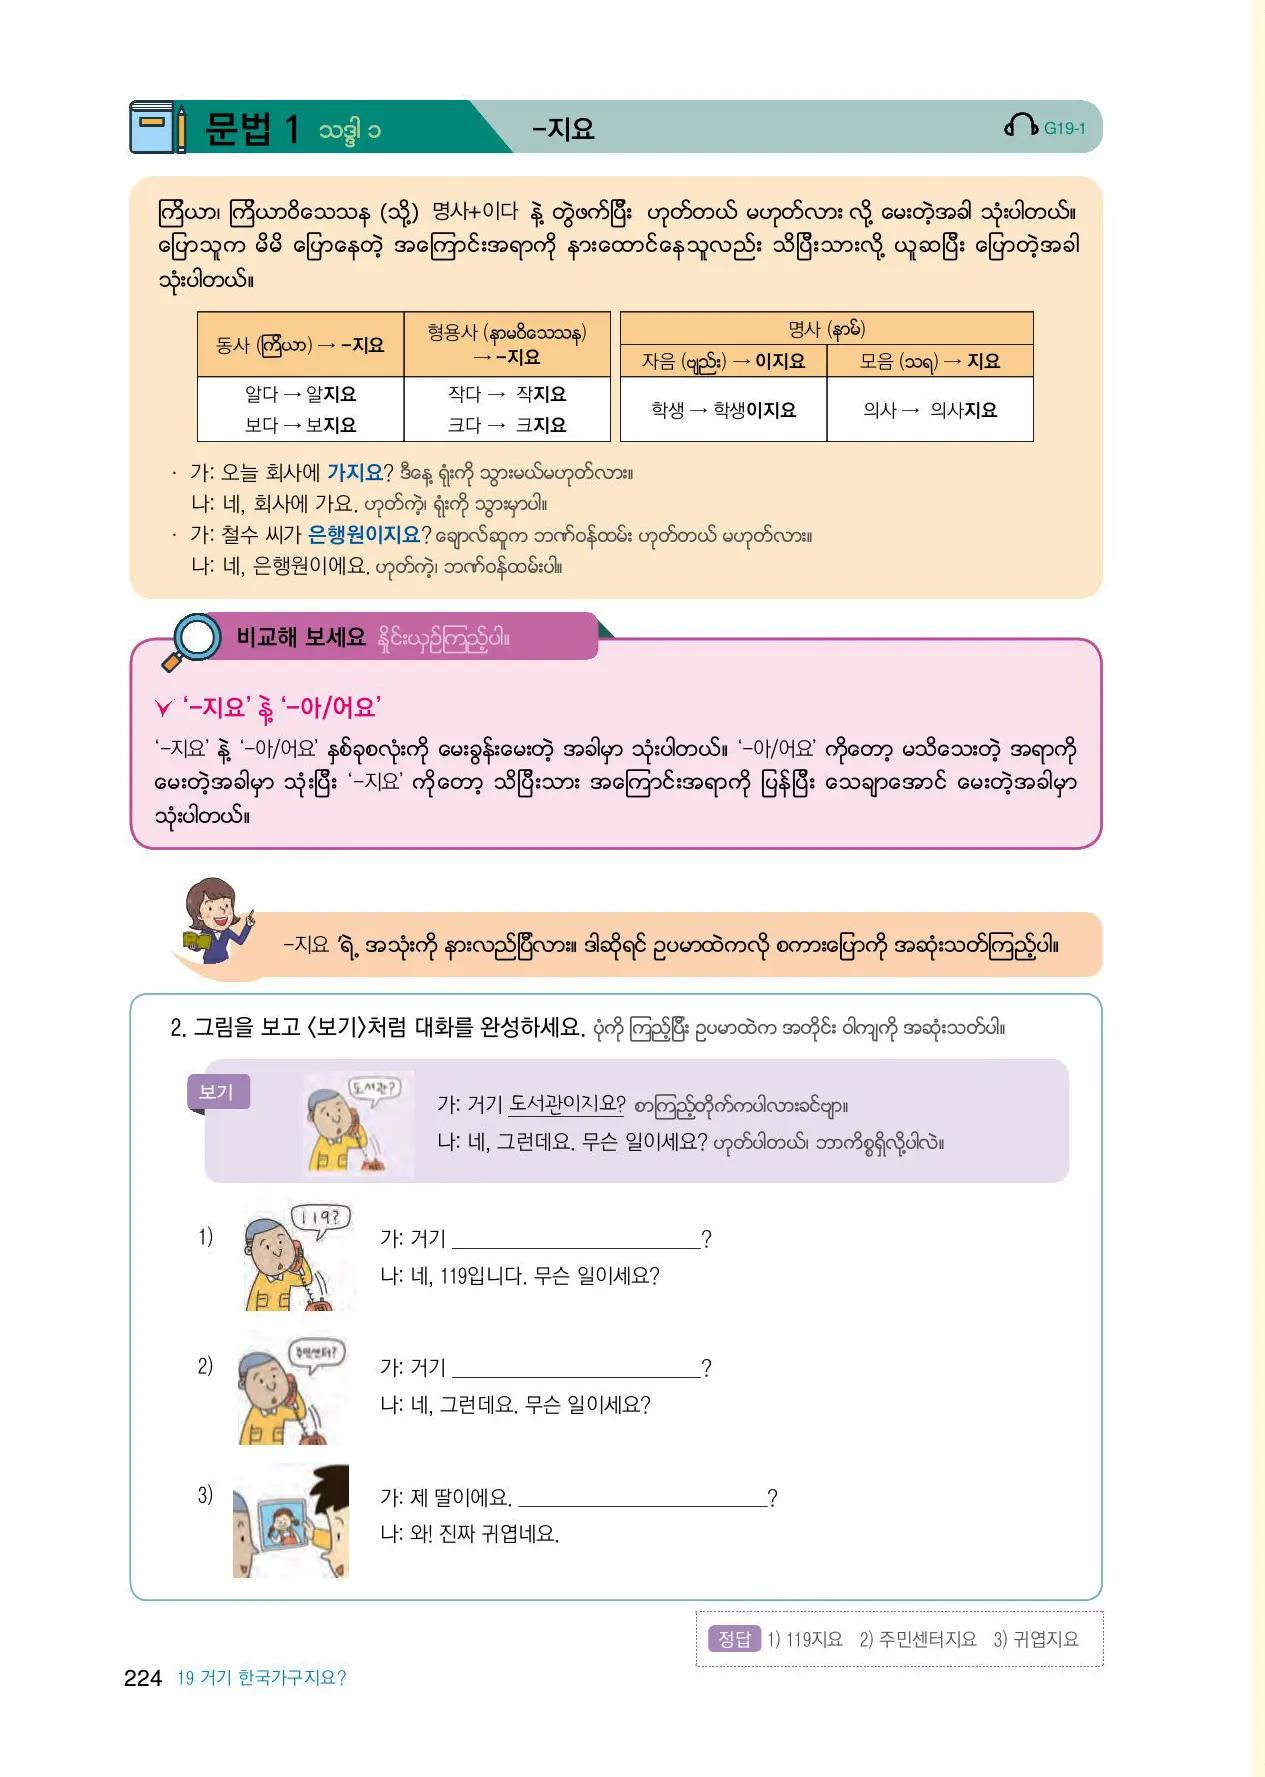 문법 1 သဒ္ဒါ ၁ -지요 G19-1
ကြိယာ၊ ကြိယာဝိသေသန (သို့) 명사+이다 နဲ့ တွဲဖက်ပြီး ဟုတ်တယ် မဟုတ်လား လို့ မေးတဲ့အခါ သုံးပါတယ်။
ပြောသူက မိမိ ပြောနေတဲ့ အကြောင်းအရာကို နားထောင်နေသူလည်း သိပြီးသားလို့ ယူဆပြီး ပြောတဲ့အခါ
သုံးပါတယ်။
동사 (ကြိယာ) → -지요
형용사 (နာမဝိသေသန)
→ -지요
명사 (နာမ်)
자음 (ဗျည်း) → 이지요 모음 (သရ) → 지요
알다 → 알지요
보다 → 보지요
작다 → 작지요
크다 → 크지요
학생 → 학생이지요
의사 → 의사지요
· 가: 오늘 회사에 가지요? ဒီနေ့ ရုံးကို သွားမယ်မဟုတ်လား။
나: 네, 회사에 가요. ဟုတ်ကဲ့၊ ရုံးကို သွားမှာပါ။
· 가: 철수 씨가 은행원이지요? ချောလ်ဆူက ဘဏ်ဝန်ထမ်း ဟုတ်တယ် မဟုတ်လား။
나: 네, 은행원이에요. ဟုတ်ကဲ့၊ ဘဏ်ဝန်ထမ်းပါ။
비교해 보세요 နှိုင်းယှဉ်ကြည့်ပါ။
‘-지요’ နဲ့ ‘-아/어요’
‘-지요’ နဲ့ ‘-아/어요’ နှစ်ခုစလုံးကို မေးခွန်းမေးတဲ့ အခါမှာ သုံးပါတယ်။ ‘-아/어요’ ကိုတော့ မသိသေးတဲ့ အရာကို
မေးတဲ့အခါမှာ သုံးပြီး ‘-지요’ ကိုတော့ သိပြီးသား အကြောင်းအရာကို ပြန်ပြီး သေချာအောင် မေးတဲ့အခါမှာ
သုံးပါတယ်။
-지요 ’ရဲ့ အသုံးကို နားလည်ပြီလား။ ဒါဆိုရင် ဥပမာထဲကလို စကားပြောကို အဆုံးသတ်ကြည့်ပါ။
2. 그림을 보고 〈보기〉처럼 대화를 완성하세요. ပုံကို ကြည့်ပြီး ဥပမာထဲက အတိုင်း ဝါကျကို အဆုံးသတ်ပါ။
보기
도서관?
가: 거기 도서관이지요? စာကြည့်တိုက်ကပါလားခင်ဗျာ။
나: 네, 그런데요. 무슨 일이세요? ဟုတ်ပါတယ်၊ ဘာကိစ္စရှိလို့ပါလဲ။
1)
119?
가: 거기 ____________?
나: 네, 119입니다. 무슨 일이세요?
2)
주민센터?
가: 거기 ____________?
나: 네, 그런데요. 무슨 일이세요?
3)
가: 제 딸이에요. ____________?
나: 와! 진짜 귀엽네요.
정답 1) 119지요 2) 주민센터지요 3) 귀엽지요
224 19 거기 한국가구지요?